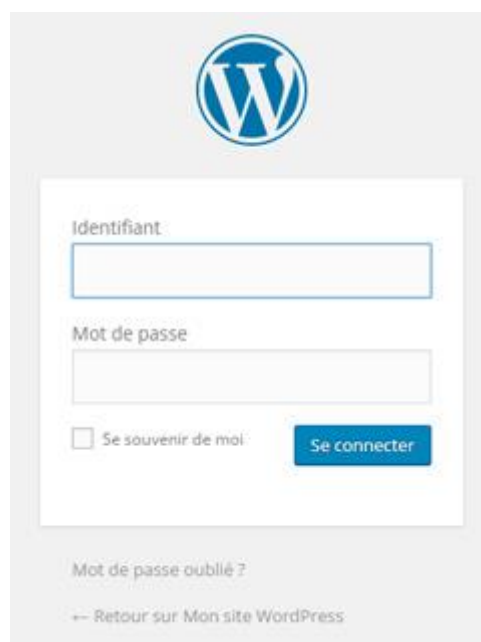 Identifiant
Mot de passe
Se souvenir de moi
Se connecter
Mot de passe oublié ?
← Retour sur Mon site WordPress